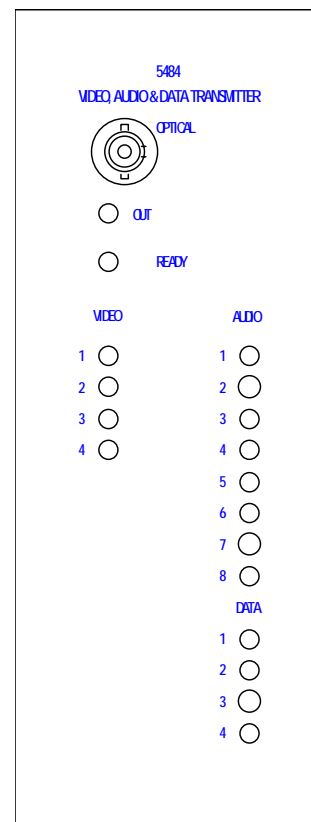 5484
VIDEO, AUDIO & DATA TRANSMITTER
OPTICAL
OUT
READY
VIDEO
1
2
3
4
AUDIO
1
2
3
4
5
6
7
8
DATA
1
2
3
4